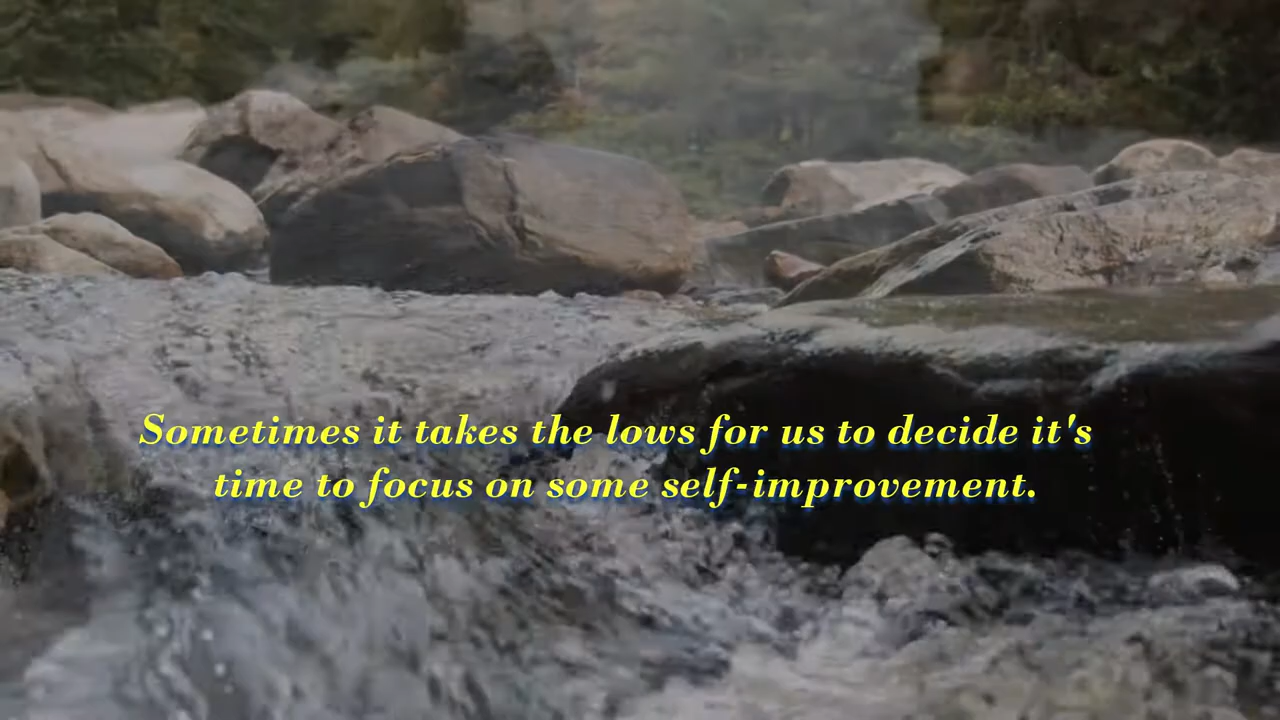 Sometimes it takes the lows for us to decide it's
time to focus on some self-improvement.